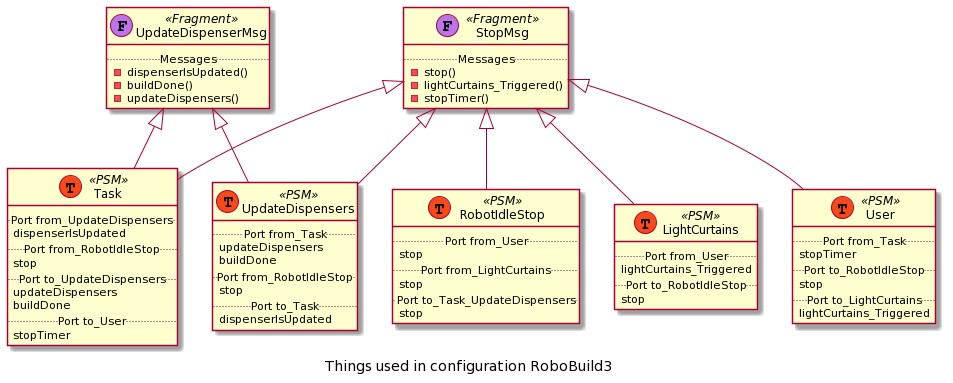 F «Fragment»
UpdateDispenserMsg
Messages
dispenserIsUpdated()
buildDone()
updateDispensers()
F «Fragment»
StopMsg
Messages
stop()
lightCurtains_Triggered()
stopTimer()
T «PSM»
Task
Port from_UpdateDispensers
dispenserIsUpdated
Port from_RobotIdleStop
stop
Port to_UpdateDispensers
updateDispensers
buildDone
Port to_User
stopTimer
T «PSM»
UpdateDispensers
Port from_Task
updateDispensers
buildDone
Port from_RobotIdleStop
stop
Port to_Task
dispenserIsUpdated
T «PSM»
RobotIdleStop
Port from_User
stop
Port from_LightCurtains
stop
Port to_Task_UpdateDispensers
stop
T «PSM»
LightCurtains
Port from_User
lightCurtains_Triggered
Port to_RobotIdleStop
stop
T «PSM»
User
Port from_Task
stopTimer
Port to_RobotIdleStop
stop
Port to_LightCurtains
lightCurtains_Triggered
Things used in configuration RoboBuild3